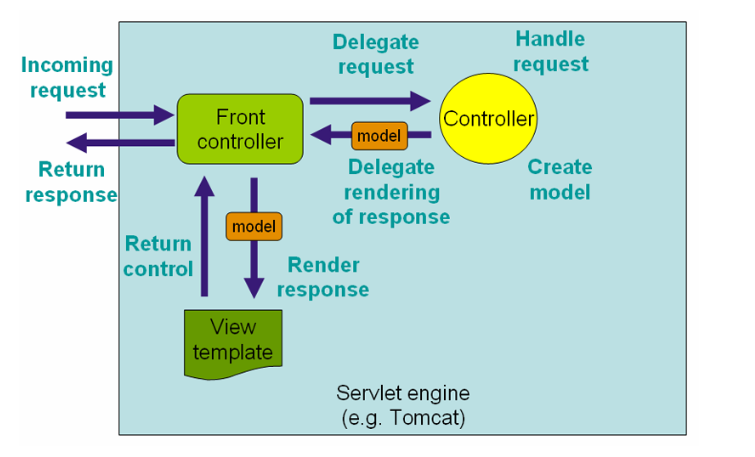 Incoming
request
Return
response
Front
controller
Delegate
request
Handle
request
Controller
model
Delegate
rendering
of response
Create
model
model
Return
control
Render
response
View
template
Servlet engine
(e.g. Tomcat)